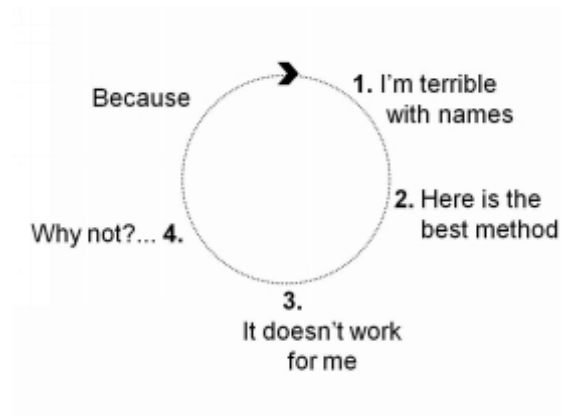 1. I'm terrible
with names
2. Here is the
best method
3.
It doesn't work
for me
Why not?... 4.
Because